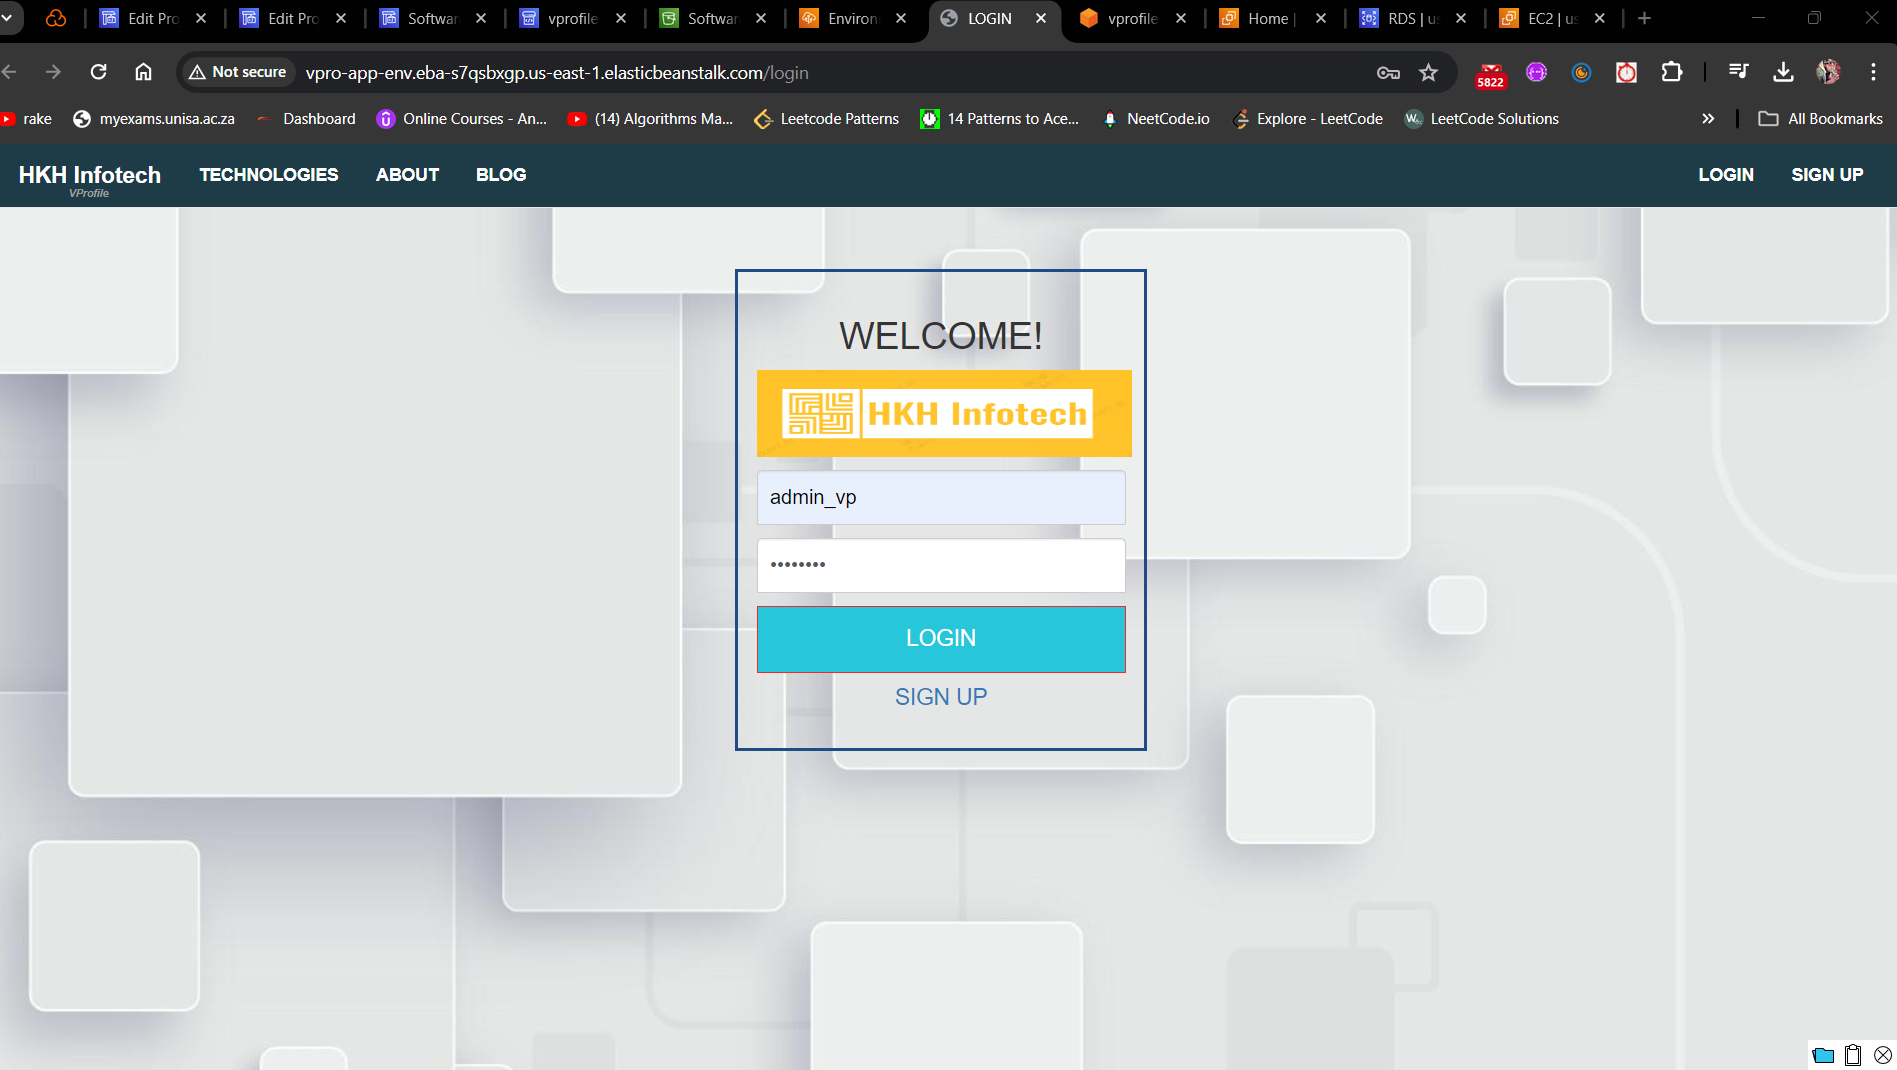 Edit Pro
Edit Pro
Softwar
vprofile
Softwar
Environ
LOGIN
vprofile
Home |
RDS | us
EC2 | us
Not secure
vpro-app-env.eba-s7qsbxgp.us-east-1.elasticbeanstalk.com/login
5822
rake
myexams.unisa.ac.za
Dashboard
Online Courses - An...
(14) Algorithms Ma...
Leetcode Patterns
14 Patterns to Ace...
NeetCode.io
Explore - LeetCode
LeetCode Solutions
All Bookmarks
HKH Infotech
VProfile
TECHNOLOGIES
ABOUT
BLOG
LOGIN
SIGN UP
WELCOME!
HKH Infotech
admin_vp
••••••••
LOGIN
SIGN UP